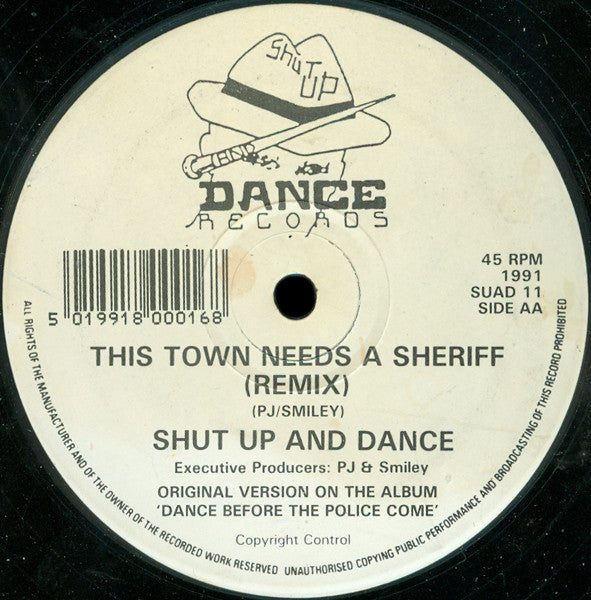 SHUT
UP
AND
DANCE
RECORDS
45 RPM
1991
SUAD 11
SIDE AA
5 019918 000168
THIS TOWN NEEDS A SHERIFF
(REMIX)
(PJ/SMILEY)
SHUT UP AND DANCE
Executive Producers: PJ & Smiley
ORIGINAL VERSION ON THE ALBUM
‘DANCE BEFORE THE POLICE COME’
Copyright Control
ALL RIGHTS OF THE MANUFACTURER AND OF THE OWNER OF THE RECORDED WORK RESERVED UNAUTHORISED COPYING PUBLIC PERFORMANCE AND BROADCASTING OF THIS RECORD PROHIBITED